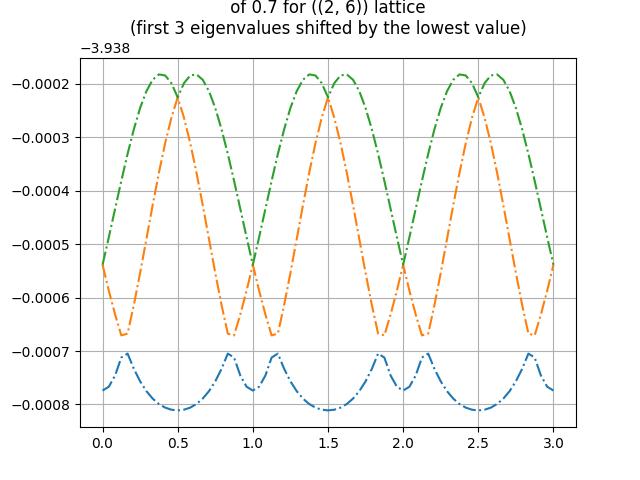 of 0.7 for ((2, 6)) lattice
(first 3 eigenvalues shifted by the lowest value)
−3.938
−0.0002
−0.0003
−0.0004
−0.0005
−0.0006
−0.0007
−0.0008
0.0 0.5 1.0 1.5 2.0 2.5 3.0